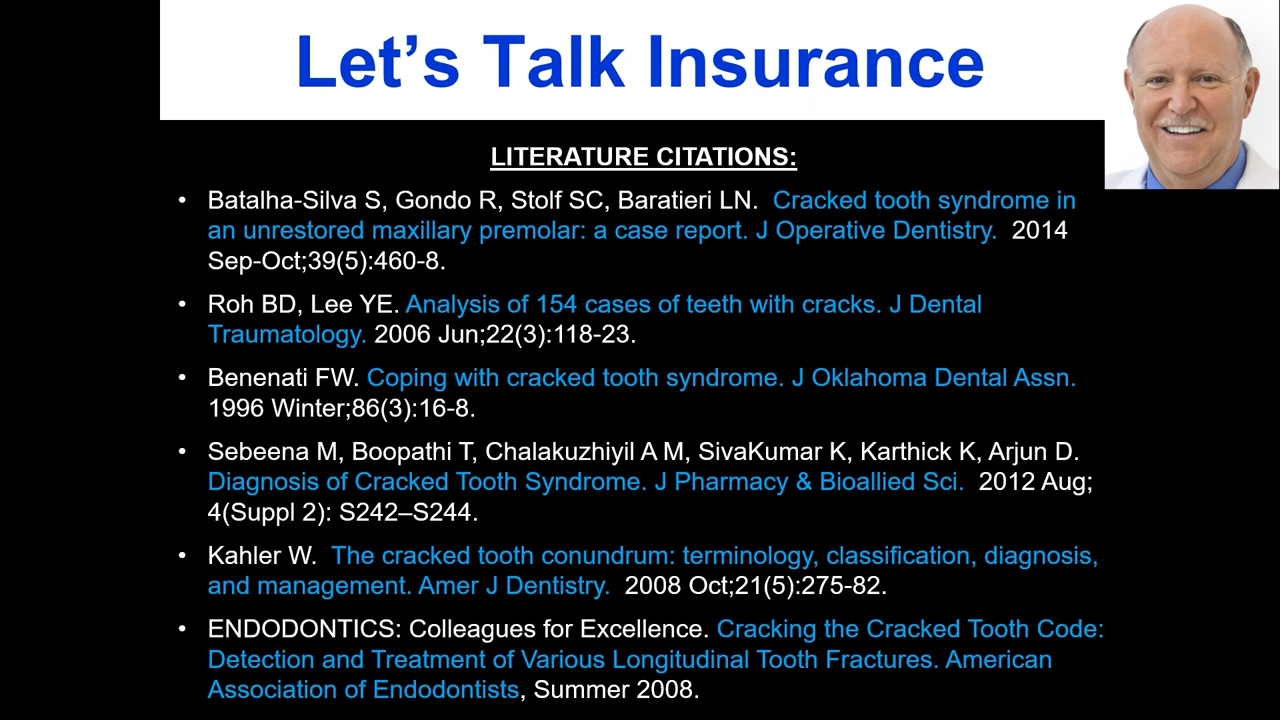 Let’s Talk Insurance
LITERATURE CITATIONS:
• Batalha-Silva S, Gondo R, Stolf SC, Baratieri LN. Cracked tooth syndrome in
an unrestored maxillary premolar: a case report. J Operative Dentistry. 2014
Sep-Oct;39(5):460-8.
• Roh BD, Lee YE. Analysis of 154 cases of teeth with cracks. J Dental
Traumatology. 2006 Jun;22(3):118-23.
• Benenati FW. Coping with cracked tooth syndrome. J Oklahoma Dental Assn.
1996 Winter;86(3):16-8.
• Sebeena M, Boopathi T, Chalakuzhiyil A M, SivaKumar K, Karthick K, Arjun D.
Diagnosis of Cracked Tooth Syndrome. J Pharmacy & Bioallied Sci. 2012 Aug;
4(Suppl 2): S242–S244.
• Kahler W. The cracked tooth conundrum: terminology, classification, diagnosis,
and management. Amer J Dentistry. 2008 Oct;21(5):275-82.
• ENDODONTICS: Colleagues for Excellence. Cracking the Cracked Tooth Code:
Detection and Treatment of Various Longitudinal Tooth Fractures. American
Association of Endodontists, Summer 2008.